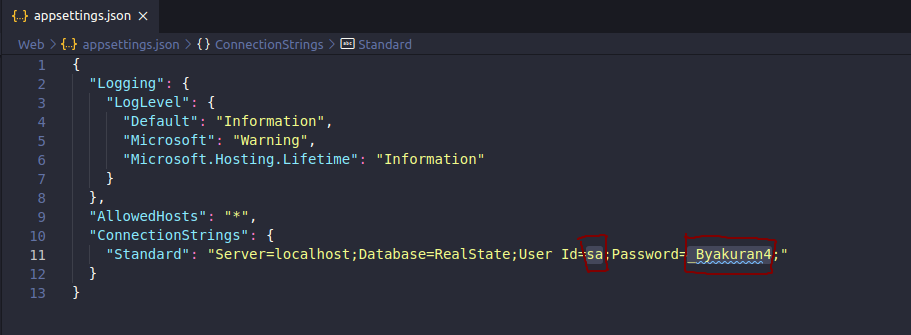 {..} appsettings.json ×
Web > {..} appsettings.json > {} ConnectionStrings > abc Standard
1 {
2 "Logging": {
3 "LogLevel": {
4 "Default": "Information",
5 "Microsoft": "Warning",
6 "Microsoft.Hosting.Lifetime": "Information"
7 }
8 },
9 "AllowedHosts": "*",
10 "ConnectionStrings": {
11 "Standard": "Server=localhost;Database=RealState;User Id=sa;Password=_Byakuran4;"
12 }
13 }